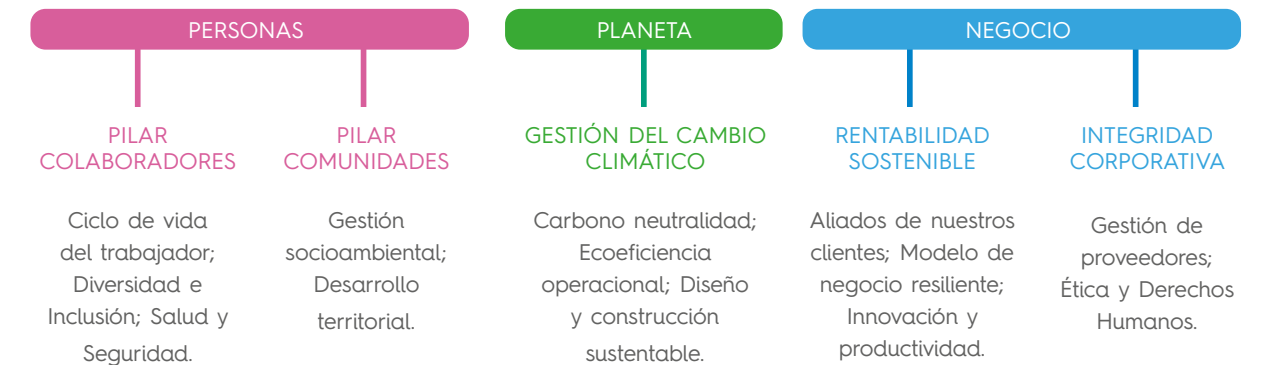 PERSONAS
PILAR
COLABORADORES
Ciclo de vida
del trabajador;
Diversidad e
Inclusión; Salud y
Seguridad.
PILAR
COMUNIDADES
Gestión
socioambiental;
Desarrollo
territorial.
PLANETA
GESTIÓN DEL CAMBIO
CLIMÁTICO
Carbono neutralidad;
Ecoeficiencia
operacional; Diseño
y construcción
sustentable.
NEGOCIO
RENTABILIDAD
SOSTENIBLE
Aliados de nuestros
clientes; Modelo de
negocio resiliente;
Innovación y
productividad.
INTEGRIDAD
CORPORATIVA
Gestión de
proveedores;
Ética y Derechos
Humanos.